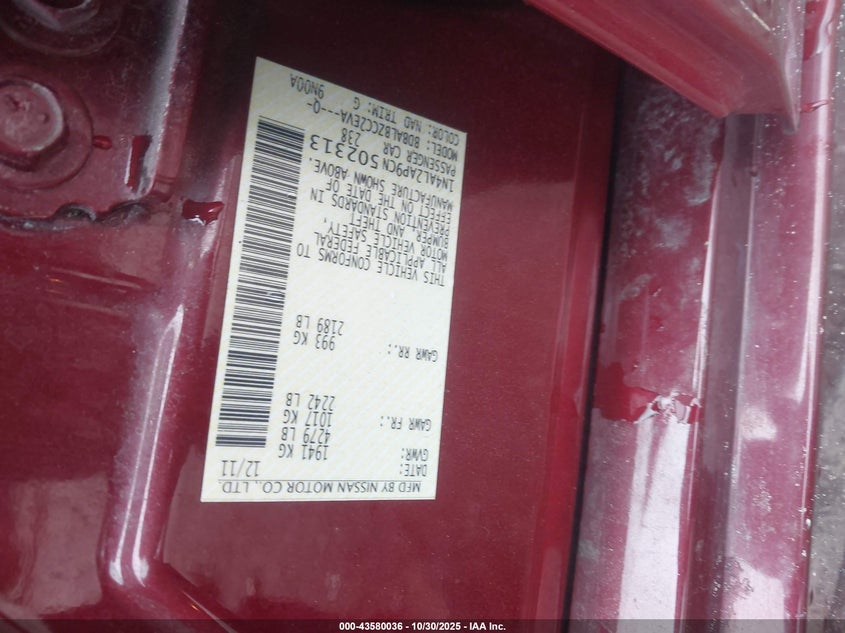 MFD BY NISSAN MOTOR CO., LTD.
DATE: 12/11
GVWR: 1941 KG
4279 LB
GAWR FR.: 1017 KG
2242 LB
GAWR RR.: 993 KG
2189 LB
THIS VEHICLE CONFORMS TO
ALL APPLICABLE FEDERAL
MOTOR VEHICLE SAFETY,
BUMPER, AND THEFT
PREVENTION STANDARDS IN
EFFECT ON THE DATE OF
MANUFACTURE SHOWN ABOVE.
1N4AL2AP9CN 502313
PASSENGER CAR 238
MODEL: BDBALBZCCZEVA---Q-
COLOR: NAD TRIM: G 9N00A
000-43580036 - 10/30/2025 - IAA Inc.